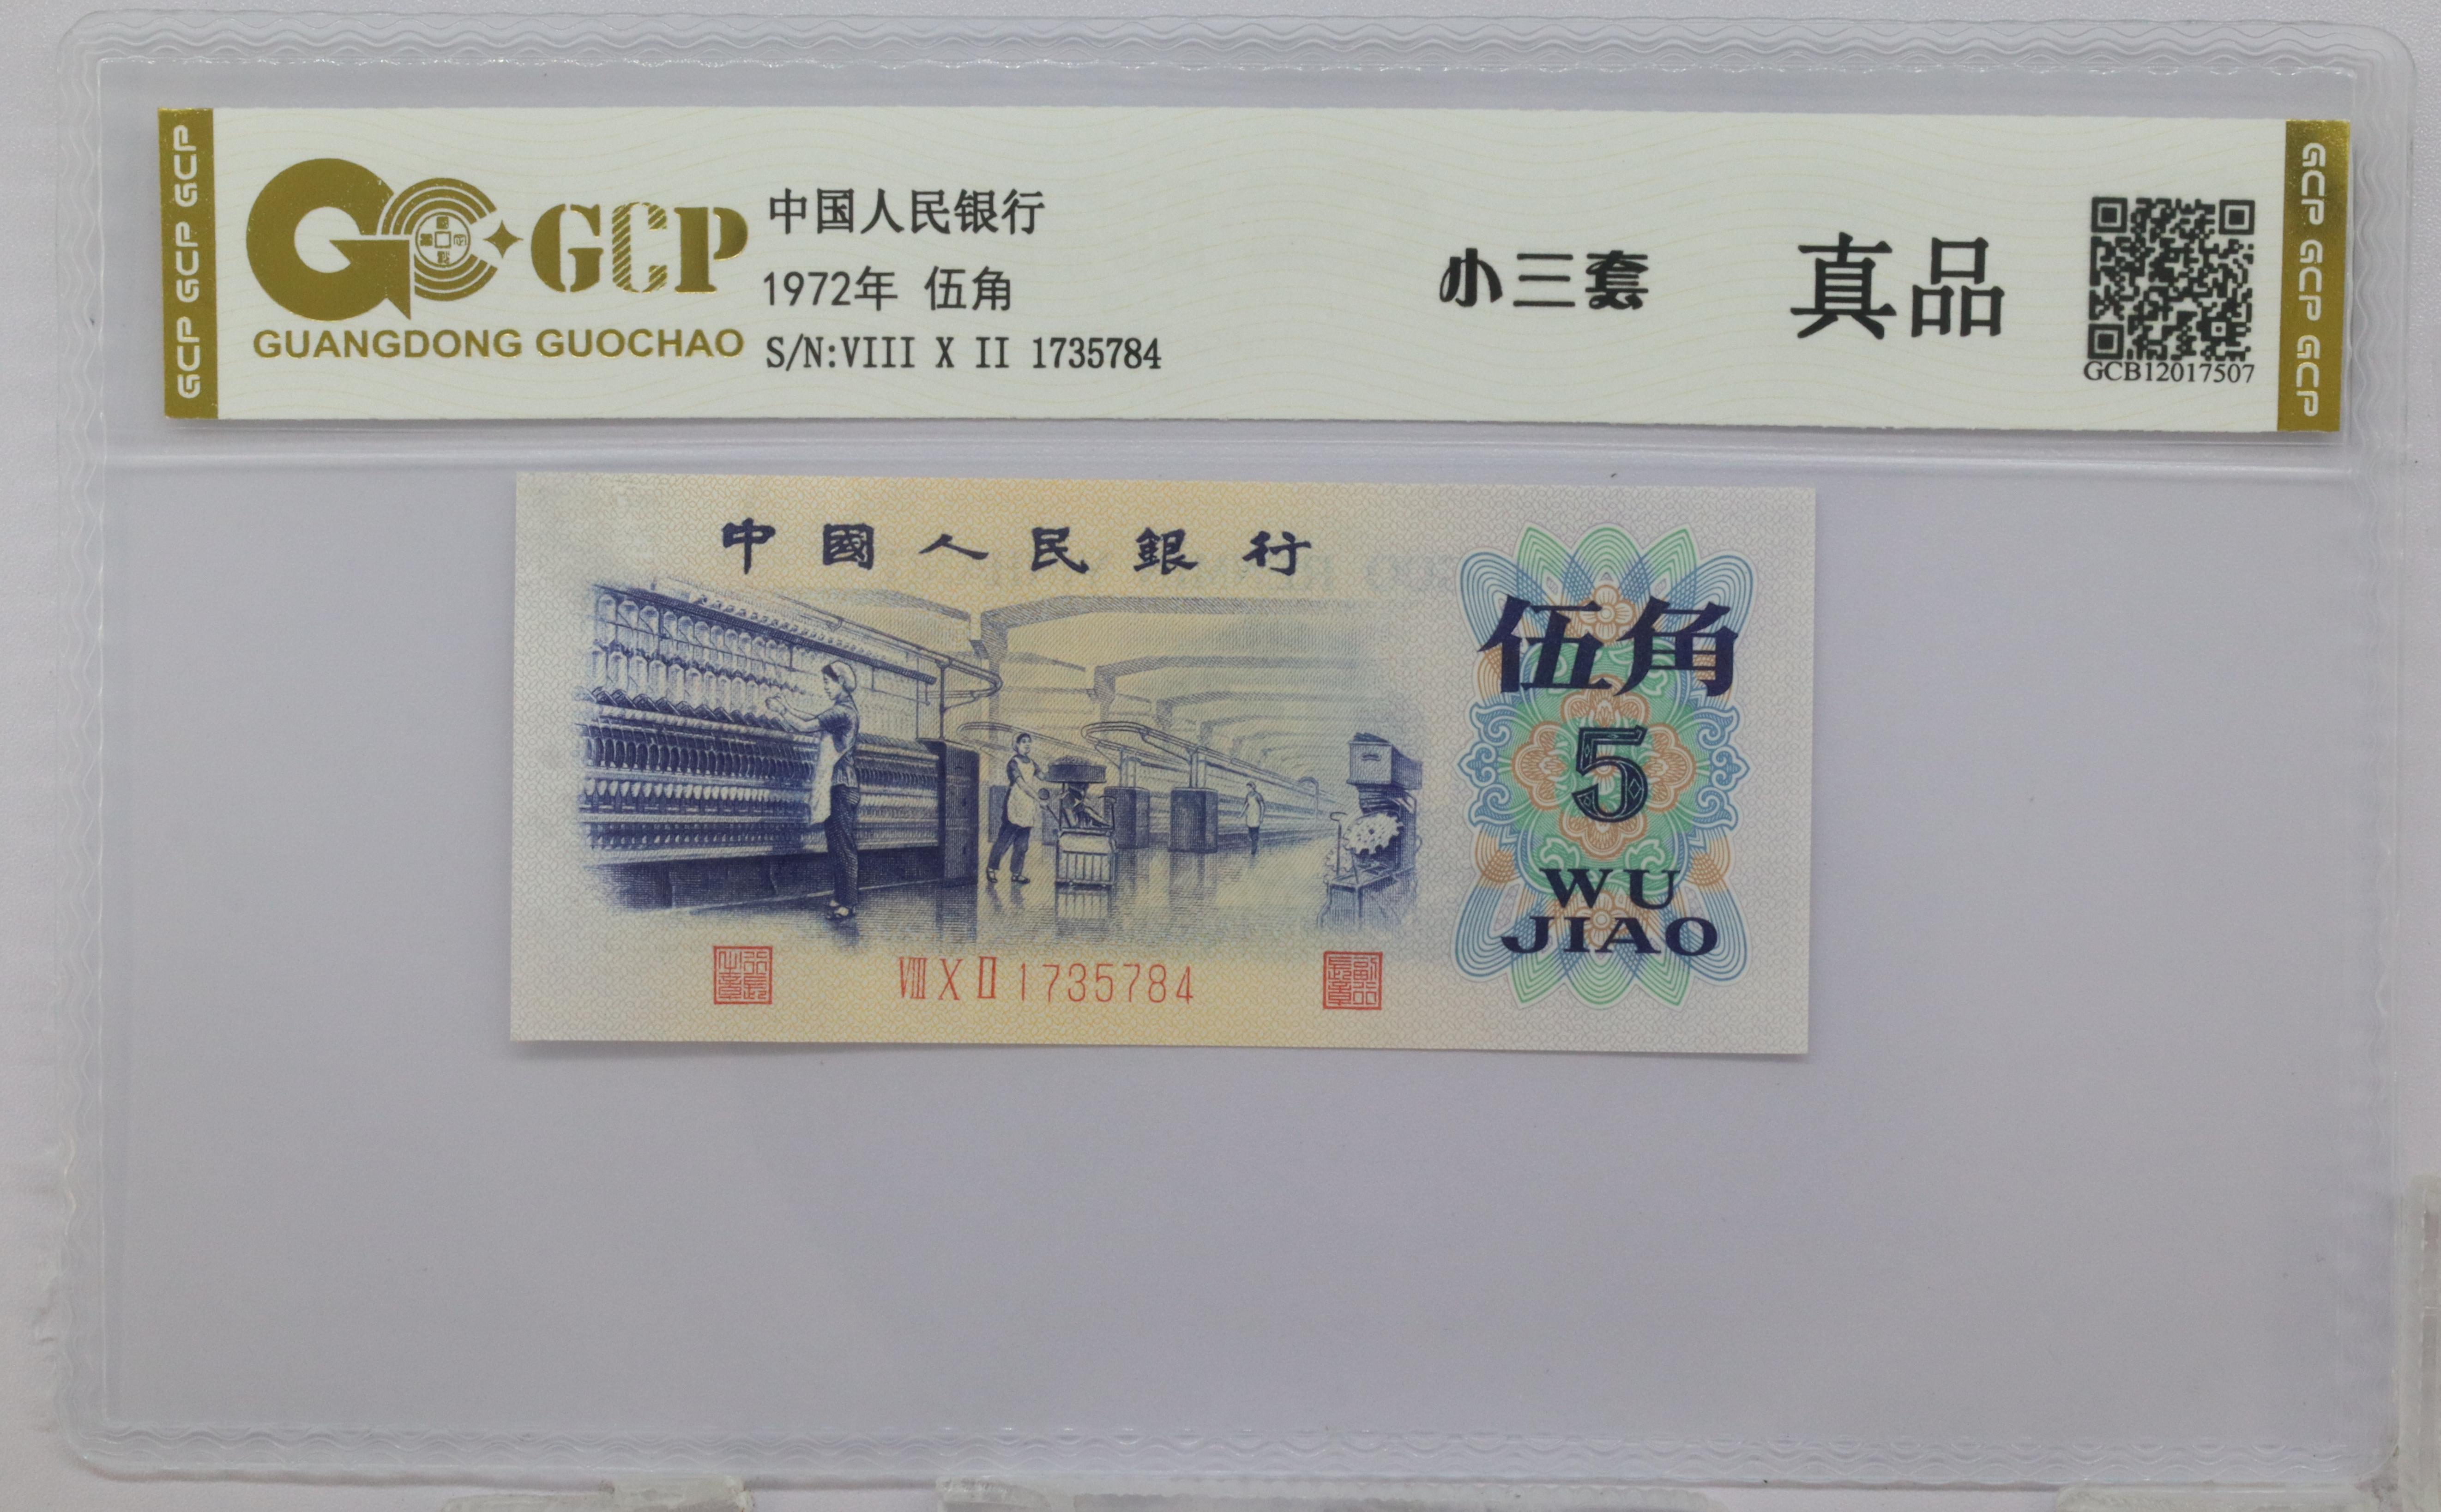 GCP GCP GCP
GCP
GUANGDONG GUOCHAO
中国人民银行
1972年 伍角
S/N:VIII X II 1735784
小三套
真品
GCB12017507
GCP GCP GCP
中國人民銀行
伍角
5
WU
JIAO
VIII X II 1735784